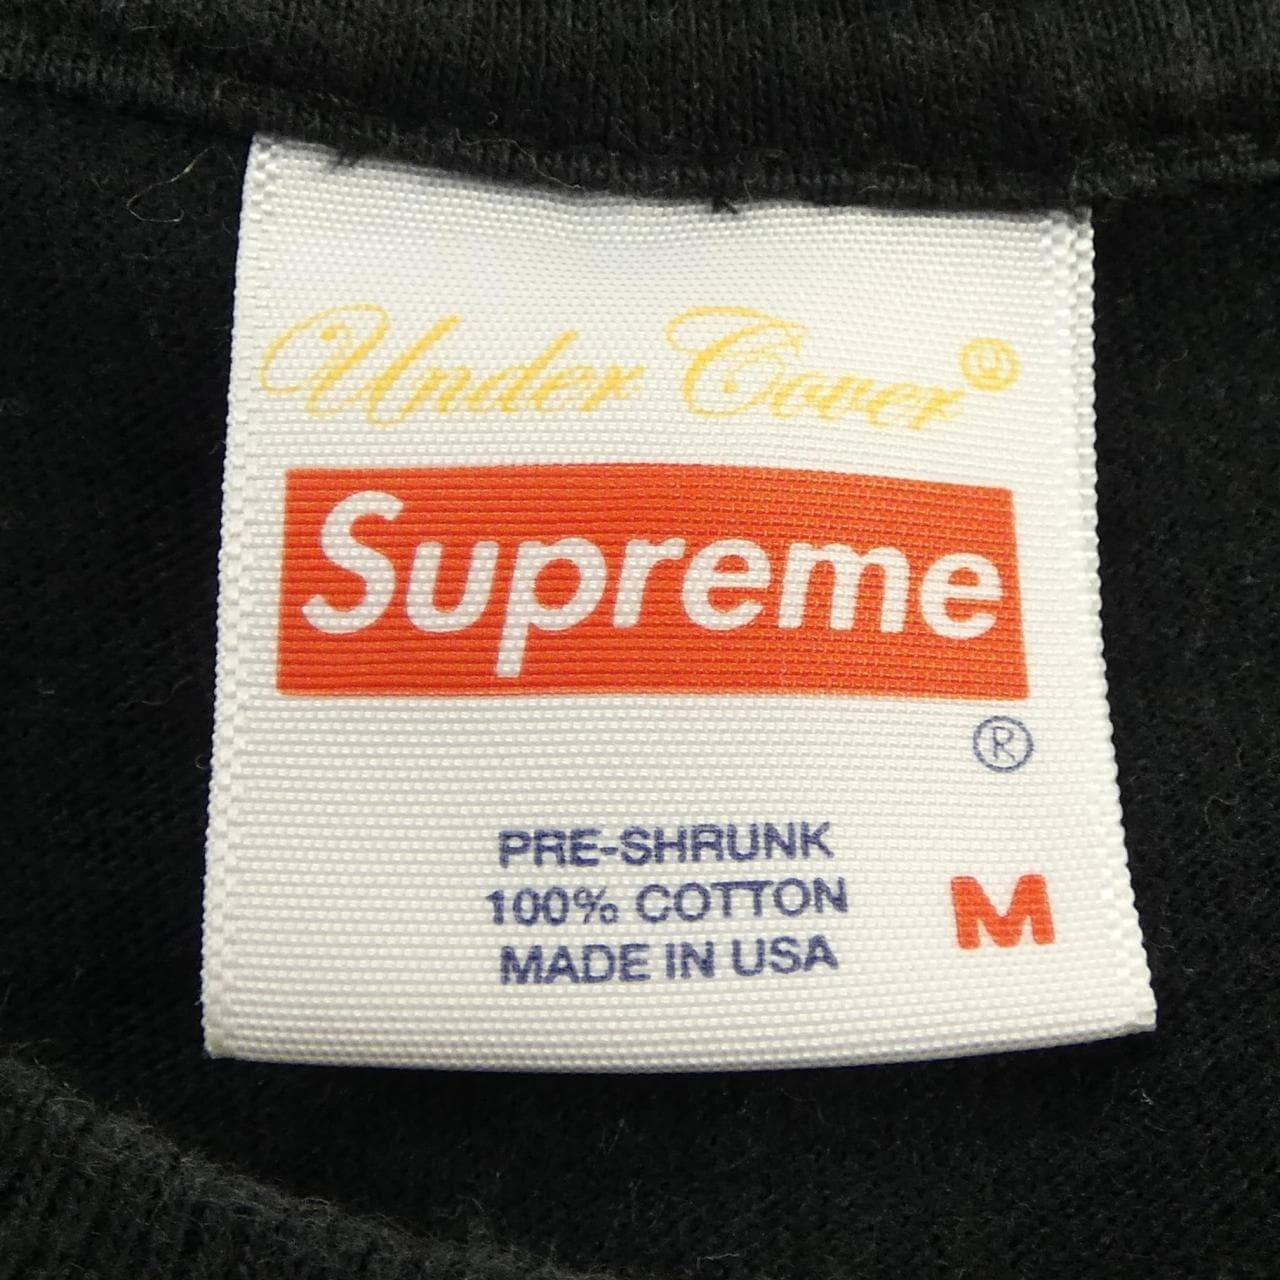 Under Cover Ⓤ
Supreme
®
PRE-SHRUNK
100% COTTON
MADE IN USA
M